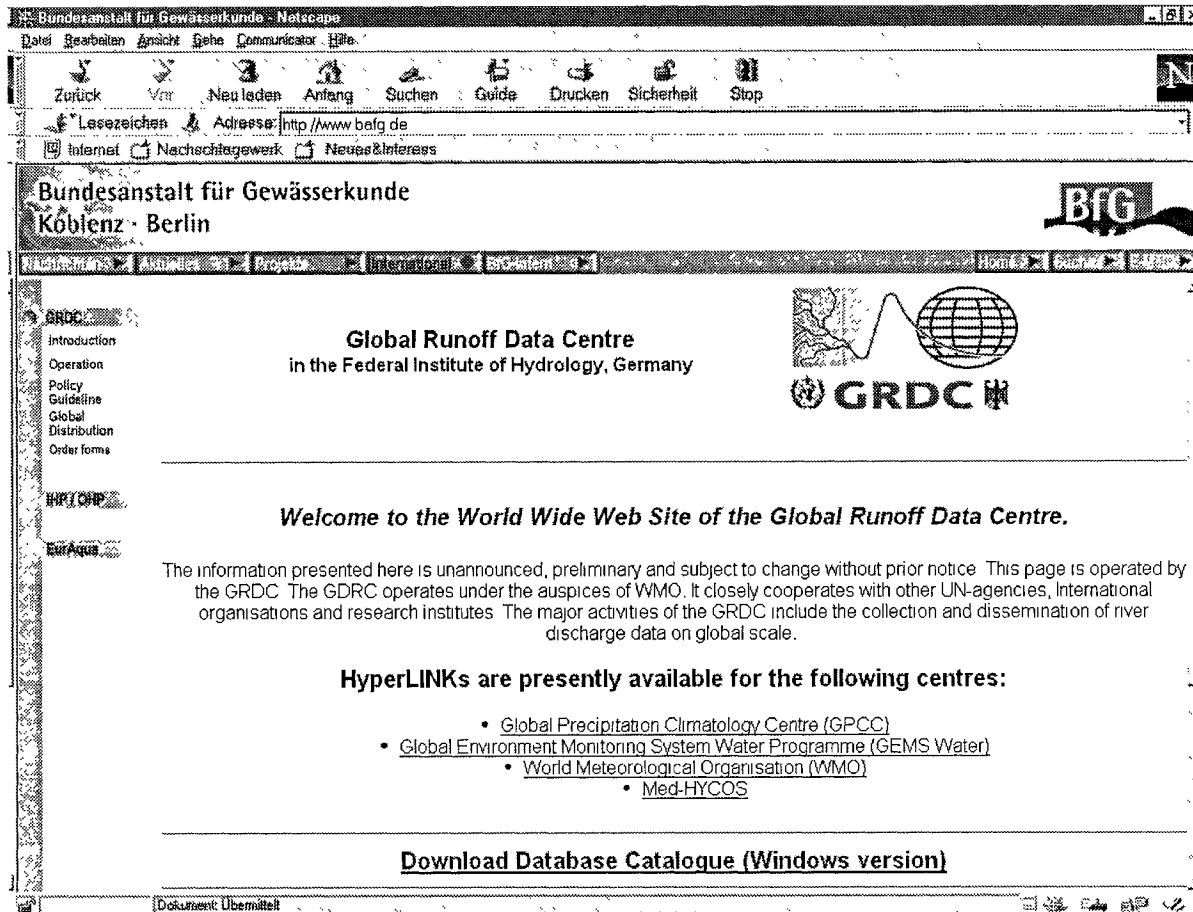 Bundesanstalt für Gewässerkunde - Netscape
Datei Bearbeiten Ansicht Gehe Communicator Hilfe
Zurück Vor Neu laden Anfang Suchen Guide Drucken Sicherheit Stop
N
Lesezeichen Adresse: http //www bafg de
Internet Nachschlagewerk Neues&Interess
Bundesanstalt für Gewässerkunde
Koblenz · Berlin
BfG
Aktuelles Projekte International
GRDC
Introduction
Operation
Policy
Guideline
Global
Distribution
Order forms
IHP / OHP
EurAqua
Global Runoff Data Centre
in the Federal Institute of Hydrology, Germany
GRDC
Welcome to the World Wide Web Site of the Global Runoff Data Centre.
The information presented here is unannounced, preliminary and subject to change without prior notice This page is operated by
the GRDC The GDRC operates under the auspices of WMO. It closely cooperates with other UN-agencies, International
organisations and research institutes The major activities of the GRDC include the collection and dissemination of river
discharge data on global scale.
HyperLINKs are presently available for the following centres:
• Global Precipitation Climatology Centre (GPCC)
• Global Environment Monitoring System Water Programme (GEMS Water)
• World Meteorological Organisation (WMO)
• Med-HYCOS
Download Database Catalogue (Windows version)
Dokument: Übermittelt